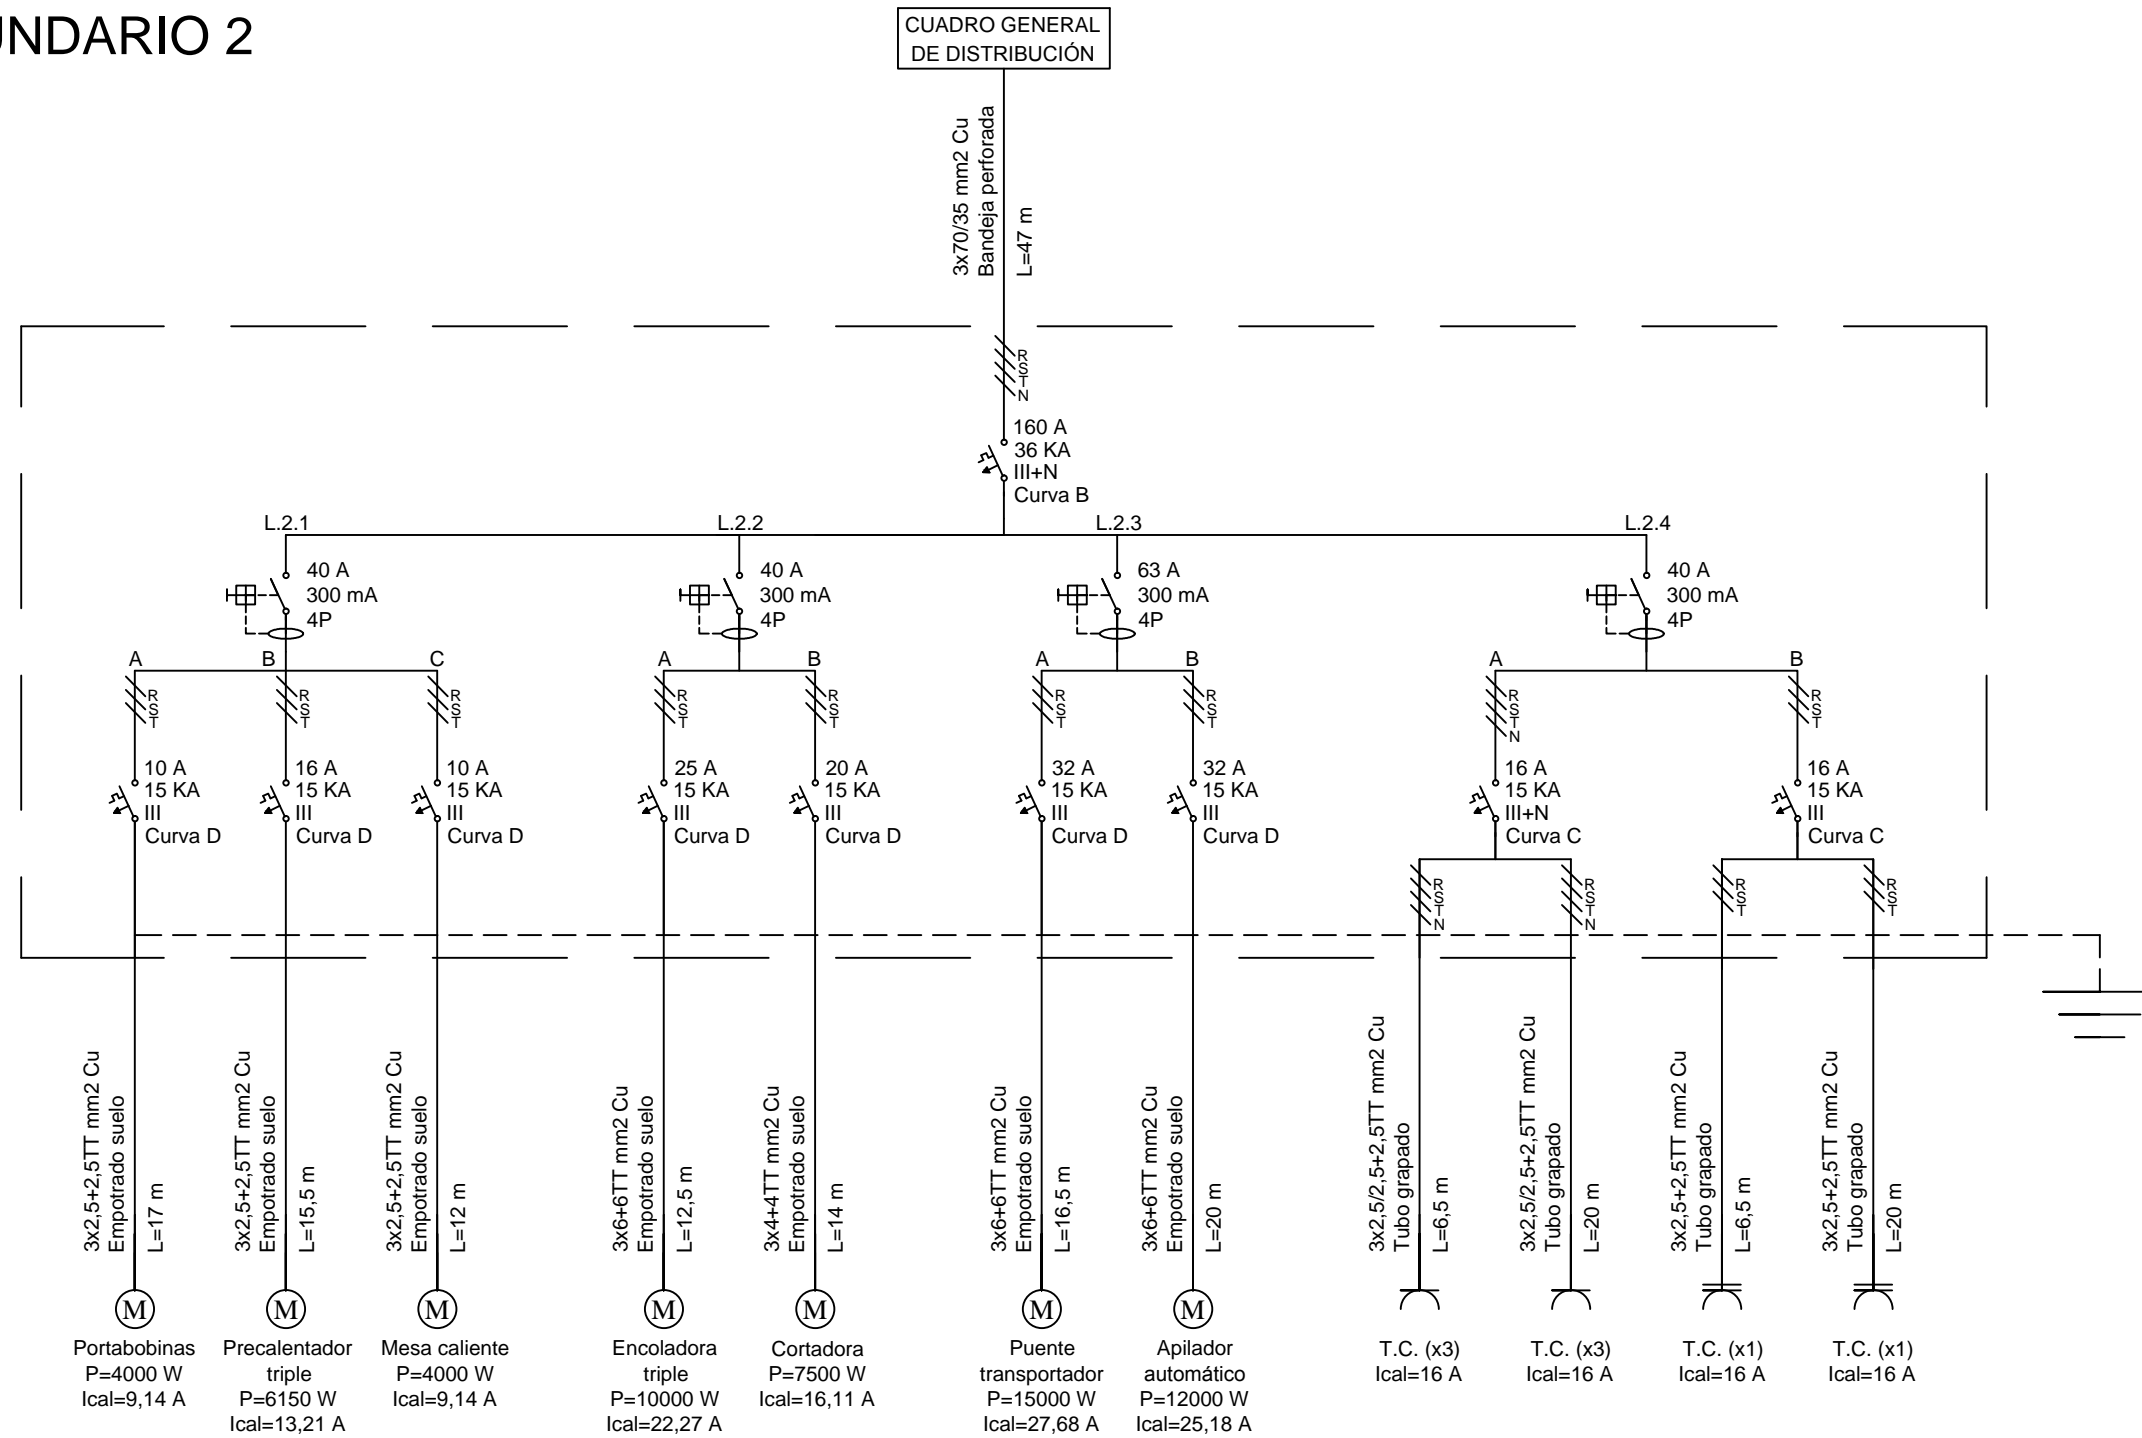 UNDARIO 2
CUADRO GENERAL
DE DISTRIBUCIÓN
3x70/35 mm2 Cu
Bandeja perforada
L=47 m
R
S
T
N
160 A
36 KA
III+N
Curva B
L.2.1
L.2.2
L.2.3
L.2.4
40 A
300 mA
4P
40 A
300 mA
4P
63 A
300 mA
4P
40 A
300 mA
4P
A
B
C
A
B
A
B
A
B
R
S
T
R
S
T
R
S
T
R
S
T
R
S
T
R
S
T
R
S
T
R
S
T
N
R
S
T
10 A
15 KA
III
Curva D
16 A
15 KA
III
Curva D
10 A
15 KA
III
Curva D
25 A
15 KA
III
Curva D
20 A
15 KA
III
Curva D
32 A
15 KA
III
Curva D
32 A
15 KA
III
Curva D
16 A
15 KA
III+N
Curva C
16 A
15 KA
III
Curva C
R
S
T
N
R
S
T
N
R
S
T
R
S
T
3x2,5+2,5TT mm2 Cu
Empotrado suelo
L=17 m
3x2,5+2,5TT mm2 Cu
Empotrado suelo
L=15,5 m
3x2,5+2,5TT mm2 Cu
Empotrado suelo
L=12 m
3x6+6TT mm2 Cu
Empotrado suelo
L=12,5 m
3x4+4TT mm2 Cu
Empotrado suelo
L=14 m
3x6+6TT mm2 Cu
Empotrado suelo
L=16,5 m
3x6+6TT mm2 Cu
Empotrado suelo
L=20 m
3x2,5/2,5+2,5TT mm2 Cu
Tubo grapado
L=6,5 m
3x2,5/2,5+2,5TT mm2 Cu
Tubo grapado
L=20 m
3x2,5+2,5TT mm2 Cu
Tubo grapado
L=6,5 m
3x2,5+2,5TT mm2 Cu
Tubo grapado
L=20 m
M
M
M
M
M
M
M
Portabobinas
P=4000 W
Ical=9,14 A
Precalentador
triple
P=6150 W
Ical=13,21 A
Mesa caliente
P=4000 W
Ical=9,14 A
Encoladora
triple
P=10000 W
Ical=22,27 A
Cortadora
P=7500 W
Ical=16,11 A
Puente
transportador
P=15000 W
Ical=27,68 A
Apilador
automático
P=12000 W
Ical=25,18 A
T.C. (x3)
Ical=16 A
T.C. (x3)
Ical=16 A
T.C. (x1)
Ical=16 A
T.C. (x1)
Ical=16 A